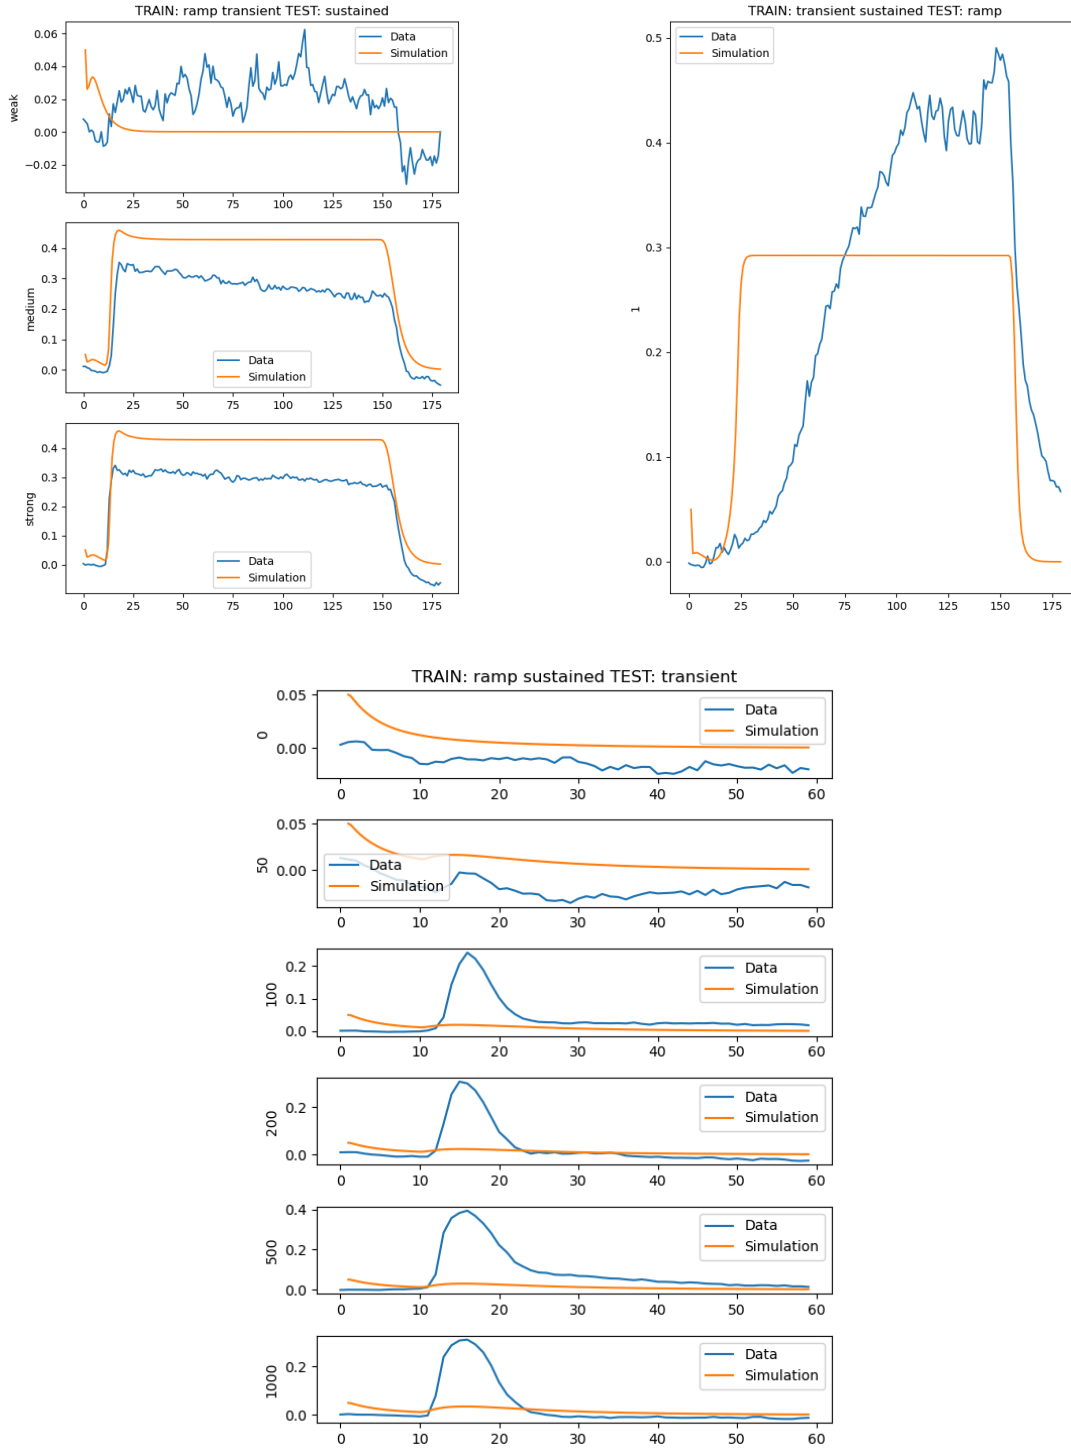 TRAIN: ramp transient TEST: sustained
0.06
0.04
0.02
0.00
−0.02
weak
Data
Simulation
0 25 50 75 100 125 150 175
0.4
0.3
0.2
0.1
0.0
medium
Data
Simulation
0 25 50 75 100 125 150 175
0.4
0.3
0.2
0.1
0.0
strong
Data
Simulation
0 25 50 75 100 125 150 175
TRAIN: transient sustained TEST: ramp
0.5
0.4
0.3
0.2
0.1
0.0
1
Data
Simulation
0 25 50 75 100 125 150 175
TRAIN: ramp sustained TEST: transient
0.05
0.00
0
Data
Simulation
0 10 20 30 40 50 60
0.05
0.00
50
Data
Simulation
0 10 20 30 40 50 60
0.2
0.1
0.0
100
Data
Simulation
0 10 20 30 40 50 60
0.2
0.0
200
Data
Simulation
0 10 20 30 40 50 60
0.4
0.2
0.0
500
Data
Simulation
0 10 20 30 40 50 60
0.2
0.0
1000
Data
Simulation
0 10 20 30 40 50 60